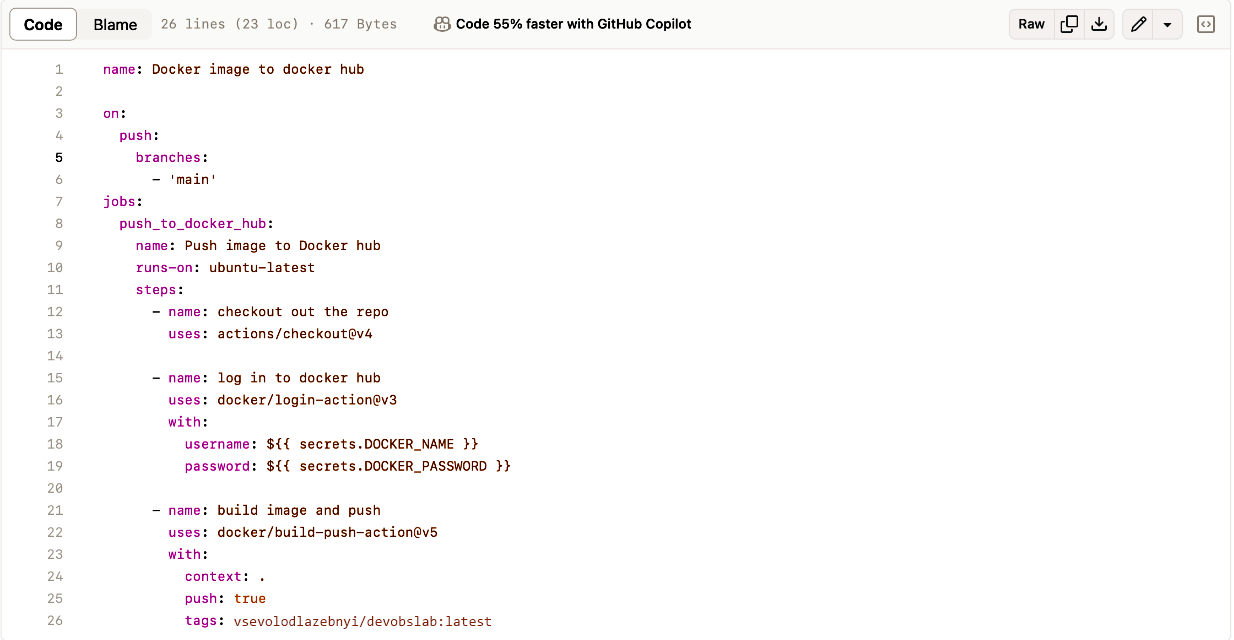 Code Blame 26 lines (23 loc) · 617 Bytes Code 55% faster with GitHub Copilot Raw
1 name: Docker image to docker hub
2
3 on:
4   push:
5     branches:
6       - 'main'
7 jobs:
8   push_to_docker_hub:
9     name: Push image to Docker hub
10     runs-on: ubuntu-latest
11     steps:
12       - name: checkout out the repo
13         uses: actions/checkout@v4
14
15       - name: log in to docker hub
16         uses: docker/login-action@v3
17         with:
18           username: ${{ secrets.DOCKER_NAME }}
19           password: ${{ secrets.DOCKER_PASSWORD }}
20
21       - name: build image and push
22         uses: docker/build-push-action@v5
23         with:
24           context: .
25           push: true
26           tags: vsevolodlazebnyi/devobslab:latest